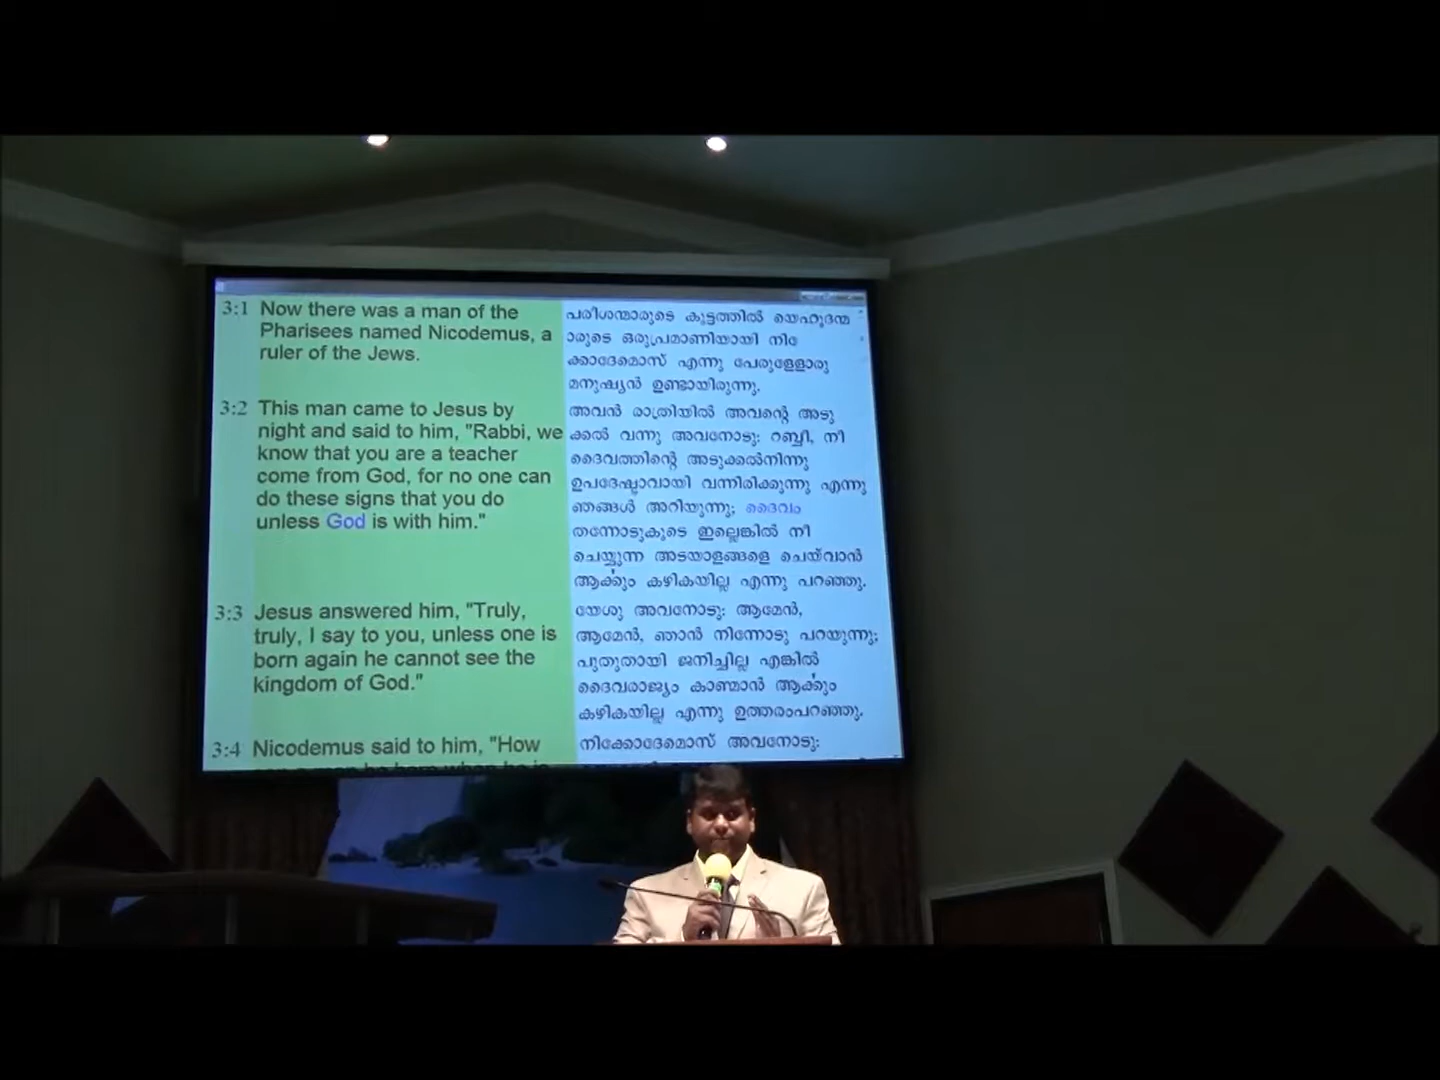 3:1 Now there was a man of the
Pharisees named Nicodemus, a
ruler of the Jews.
പരീശന്മാരുടെ കൂട്ടത്തിൽ യെഹൂദന്മ
ാരുടെ ഒരുപ്രമാണിയായി നി
ക്കോദേമൊസ് എന്നു പേരുള്ളോരു
മനുഷ്യൻ ഉണ്ടായിരുന്നു.
3:2 This man came to Jesus by
night and said to him, "Rabbi, we
know that you are a teacher
come from God, for no one can
do these signs that you do
unless God is with him."
അവൻ രാത്രിയിൽ അവന്റെ അടു
ക്കൽ വന്നു അവനോടു: റബ്ബീ, നീ
ദൈവത്തിന്റെ അടുക്കൽനിന്നു
ഉപദേഷ്ടാവായി വന്നിരിക്കുന്നു എന്നു
ഞങ്ങൾ അറിയുന്നു; ദൈവം
തന്നോടുകൂടെ ഇല്ലെങ്കിൽ നീ
ചെയ്യുന്ന അടയാളങ്ങളെ ചെയ്‌വാൻ
ആൎക്കും കഴികയില്ല എന്നു പറഞ്ഞു.
3:3 Jesus answered him, "Truly,
truly, I say to you, unless one is
born again he cannot see the
kingdom of God."
യേശു അവനോടു: ആമേൻ,
ആമേൻ, ഞാൻ നിന്നോടു പറയുന്നു;
പുതുതായി ജനിച്ചില്ല എങ്കിൽ
ദൈവരാജ്യം കാണ്മാൻ ആൎക്കും
കഴികയില്ല എന്നു ഉത്തരംപറഞ്ഞു.
3:4 Nicodemus said to him, "How
നിക്കോദേമൊസ് അവനോടു: